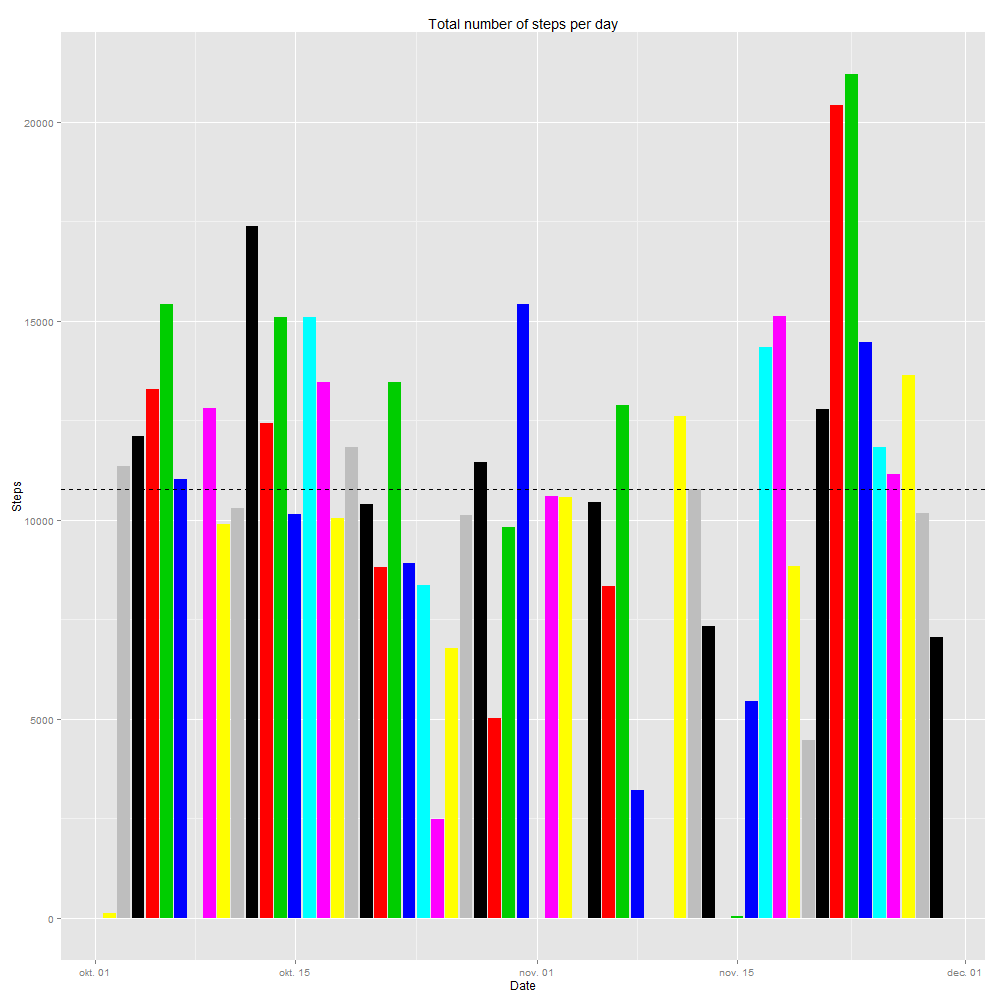 Total number of steps per day
20000
15000
10000
5000
0
Steps
okt. 01
okt. 15
nov. 01
nov. 15
dec. 01
Date